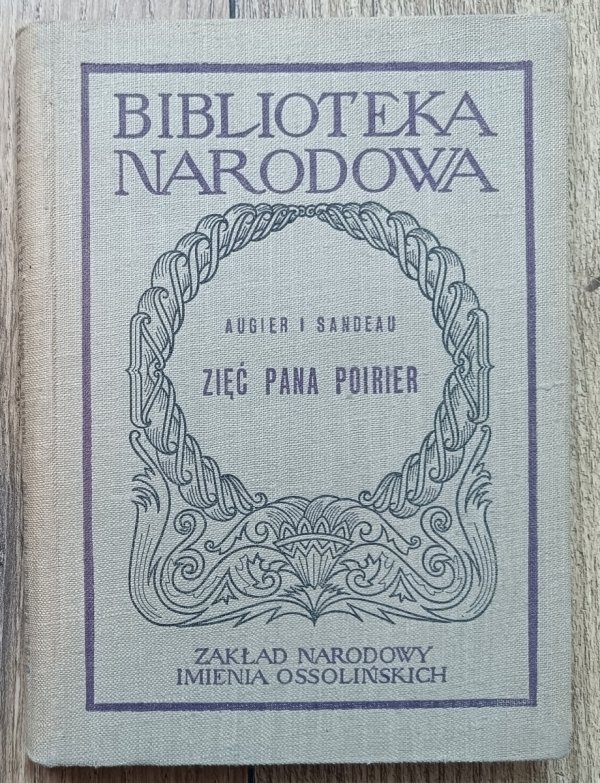 BIBLIOTEKA
NARODOWA
AUGIER I SANDEAU
ZIĘĆ PANA POIRIER
ZAKŁAD NARODOWY
IMIENIA OSSOLIŃSKICH